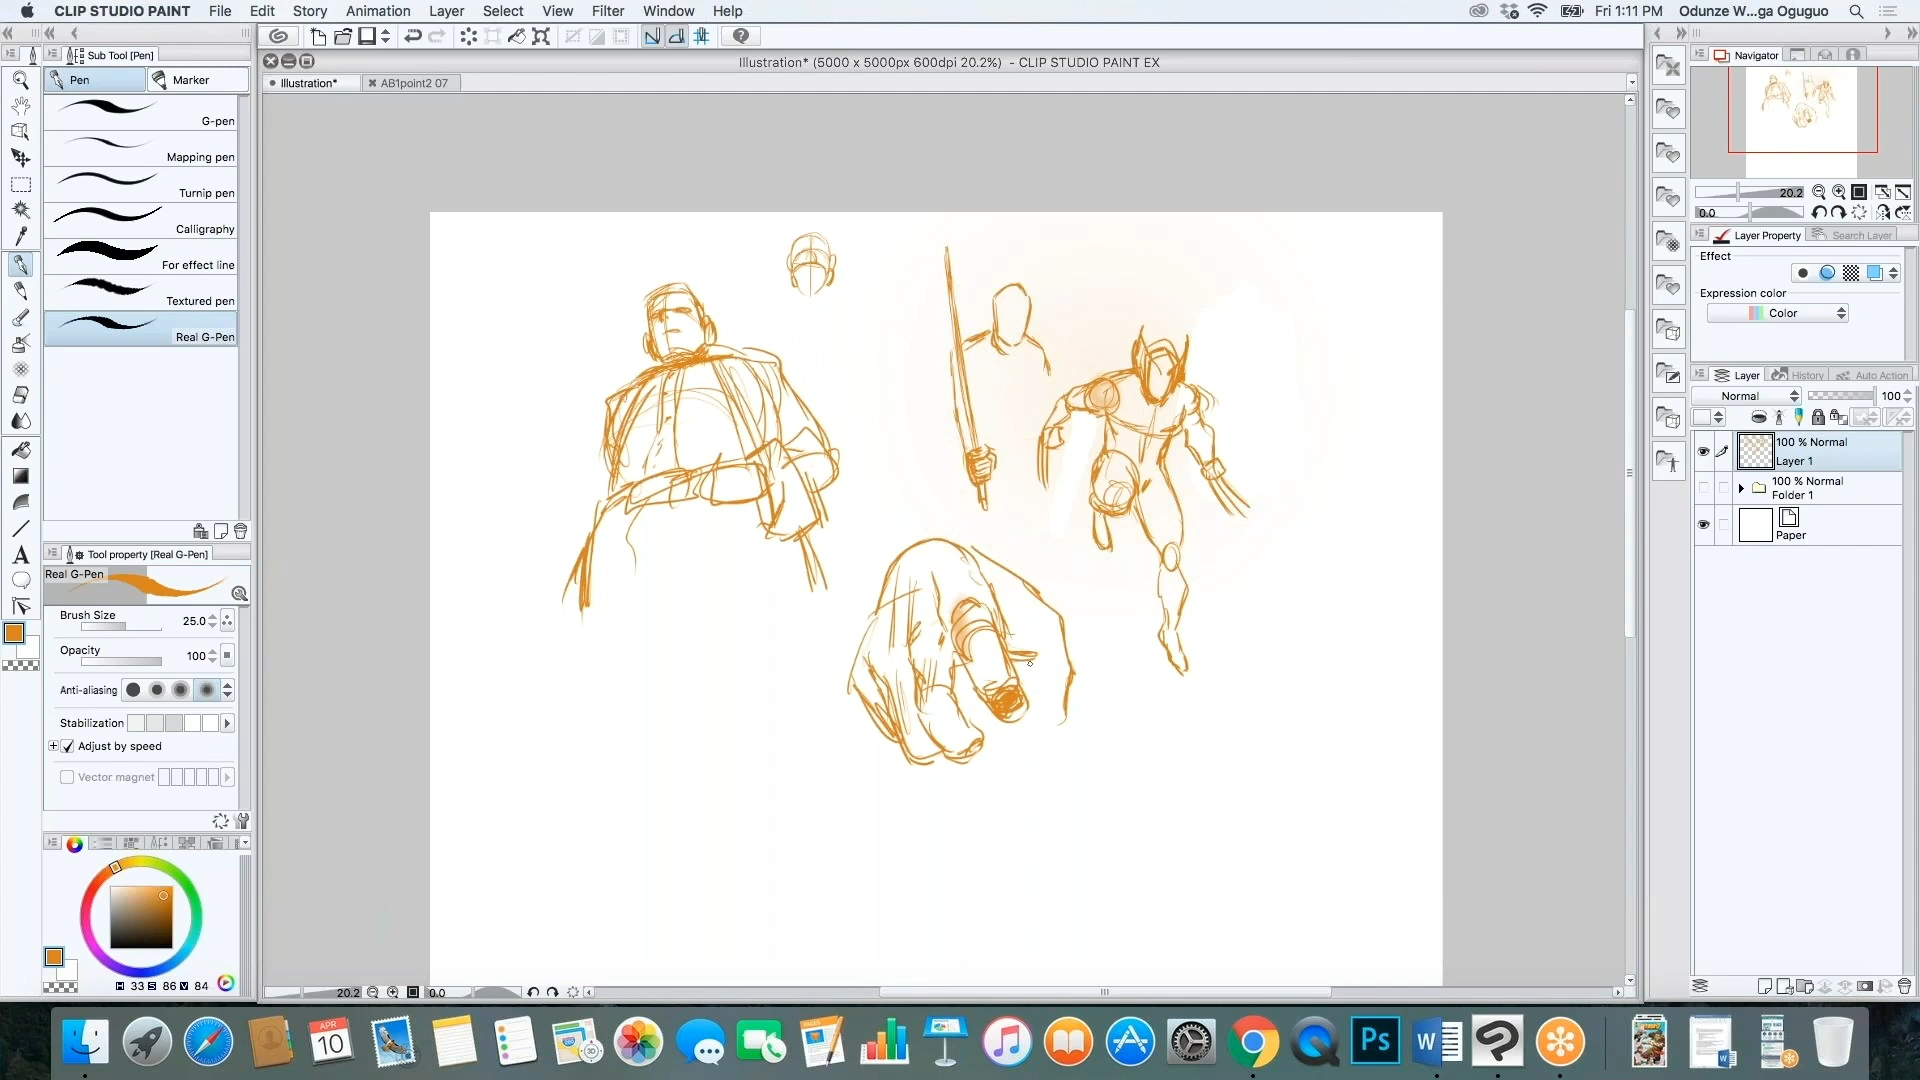 CLIP STUDIO PAINT File Edit Story Animation Layer Select View Filter Window Help
Fri 1:11 PM Odunze W...ga Oguguo
Sub Tool [Pen]
Pen Marker
G-pen
Mapping pen
Turnip pen
Calligraphy
For effect line
Textured pen
Real G-Pen
Tool property [Real G-Pen]
Real G-Pen
Brush Size 25.0
Opacity 100
Anti-aliasing
Stabilization
Adjust by speed
Vector magnet
H 33 S 86 V 84
Illustration* (5000 x 5000px 600dpi 20.2%) - CLIP STUDIO PAINT EX
Illustration* AB1point2 07
20.2 0.0
Navigator
20.2
0.0
Layer Property Search Layer
Effect
Expression color
Color
Layer History Auto Action
Normal 100
100 % Normal
Layer 1
100 % Normal
Folder 1
Paper
APR
10
PAGES
Ps
W